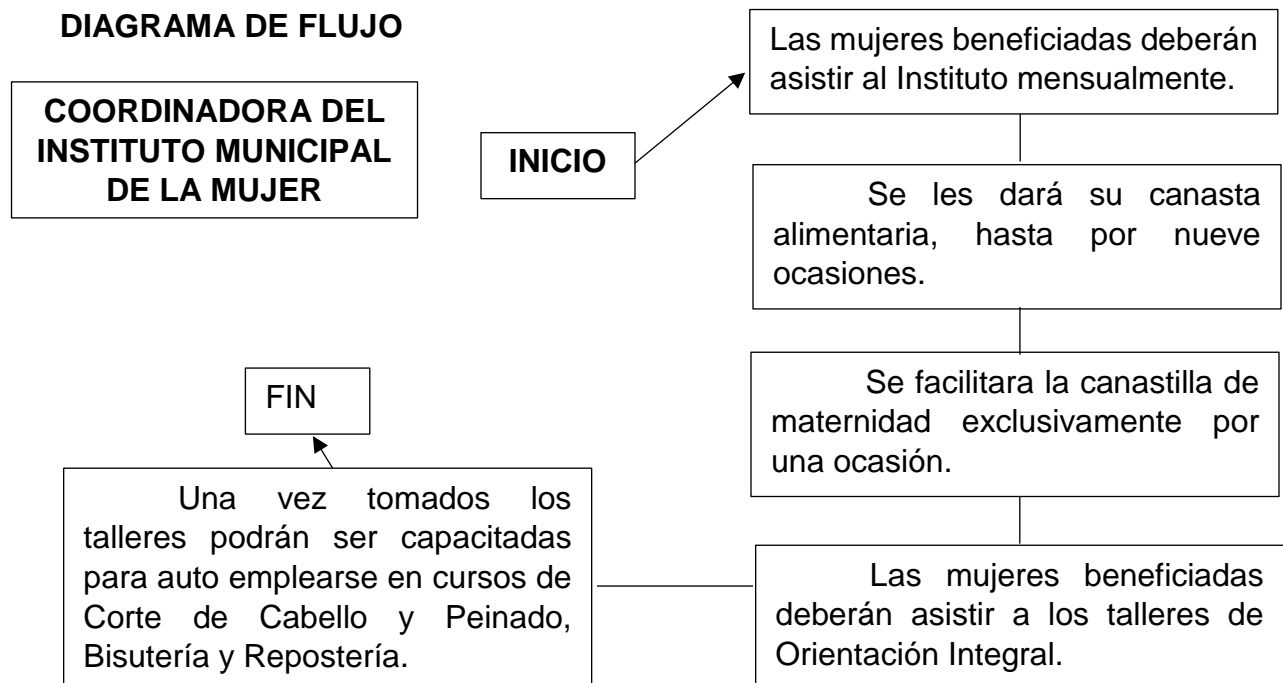 DIAGRAMA DE FLUJO
COORDINADORA DEL
INSTITUTO MUNICIPAL
DE LA MUJER
INICIO
Las mujeres beneficiadas deberán
asistir al Instituto mensualmente.
Se les dará su canasta
alimentaria, hasta por nueve
ocasiones.
Se facilitara la canastilla de
maternidad exclusivamente por
una ocasión.
Las mujeres beneficiadas
deberán asistir a los talleres de
Orientación Integral.
Una vez tomados los
talleres podrán ser capacitadas
para auto emplearse en cursos de
Corte de Cabello y Peinado,
Bisutería y Repostería.
FIN